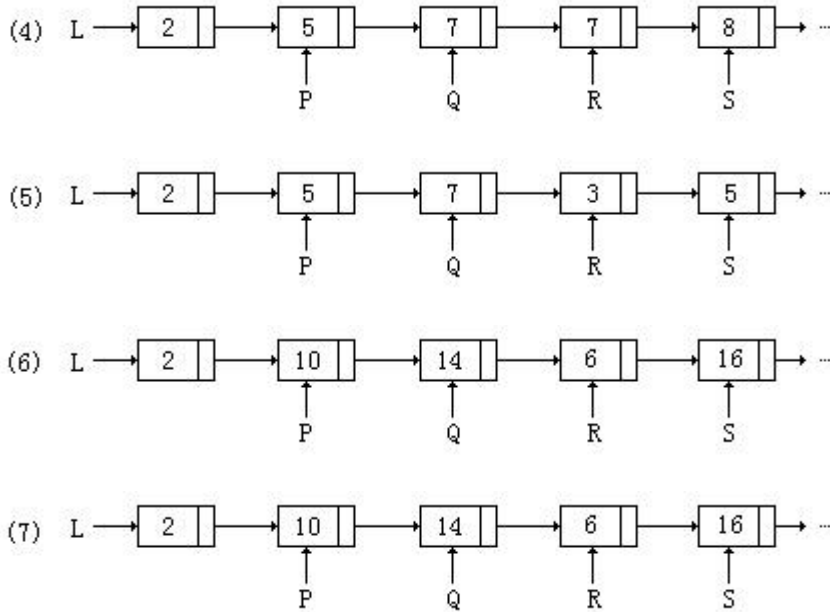 (4) L 2 5 7 7 8 ...
P Q R S
(5) L 2 5 7 3 5 ...
P Q R S
(6) L 2 10 14 6 16 ...
P Q R S
(7) L 2 10 14 6 16 ...
P Q R S